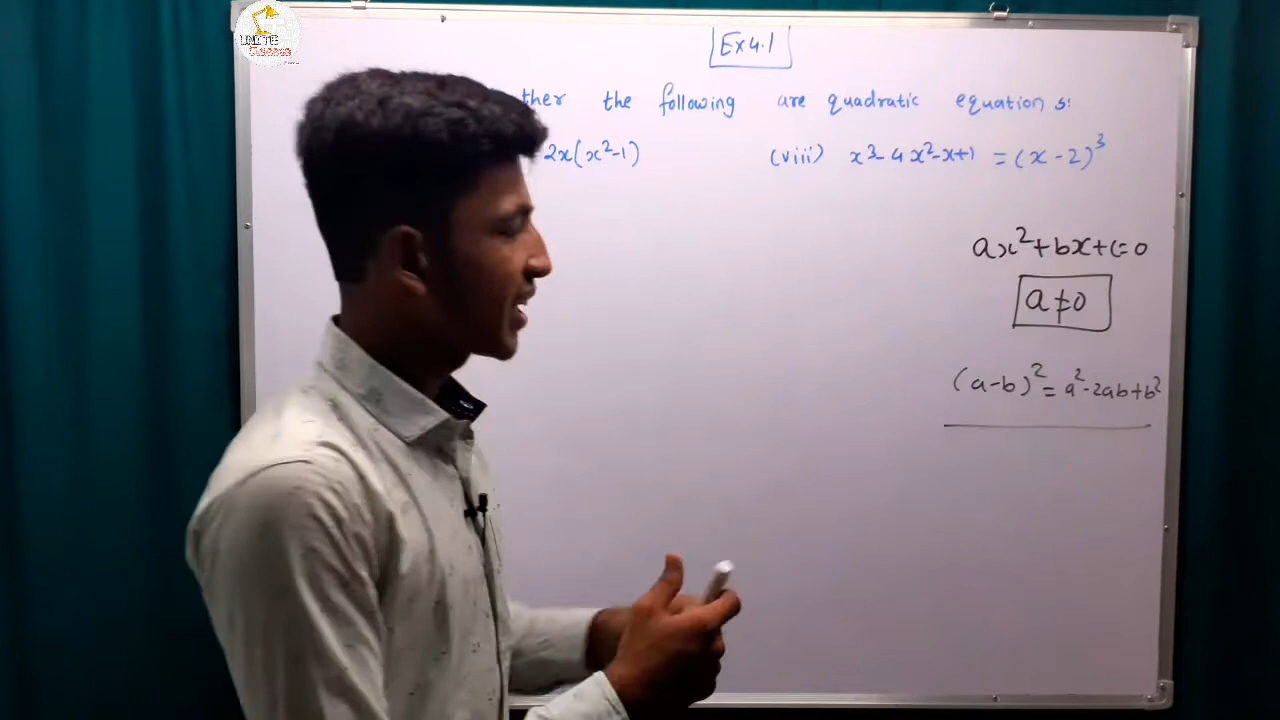 Ex 4.1
ther the following are quadratic equations:
2x(x²-1) (viii) x³-4x²-x+1 = (x-2)³
ax²+bx+c=0
a≠0
(a-b)² = a²-2ab+b²
Classes